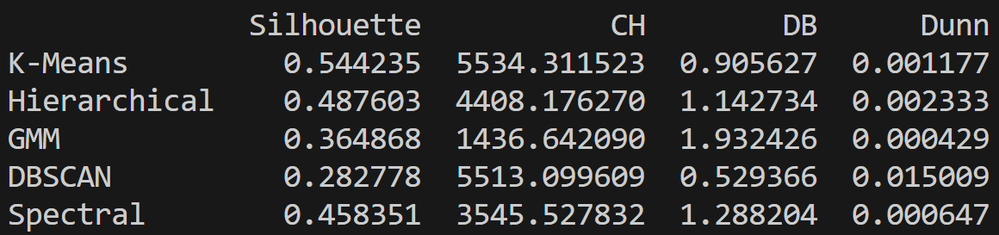 Silhouette CH DB Dunn
K-Means 0.544235 5534.311523 0.905627 0.001177
Hierarchical 0.487603 4408.176270 1.142734 0.002333
GMM 0.364868 1436.642090 1.932426 0.000429
DBSCAN 0.282778 5513.099609 0.529366 0.015009
Spectral 0.458351 3545.527832 1.288204 0.000647